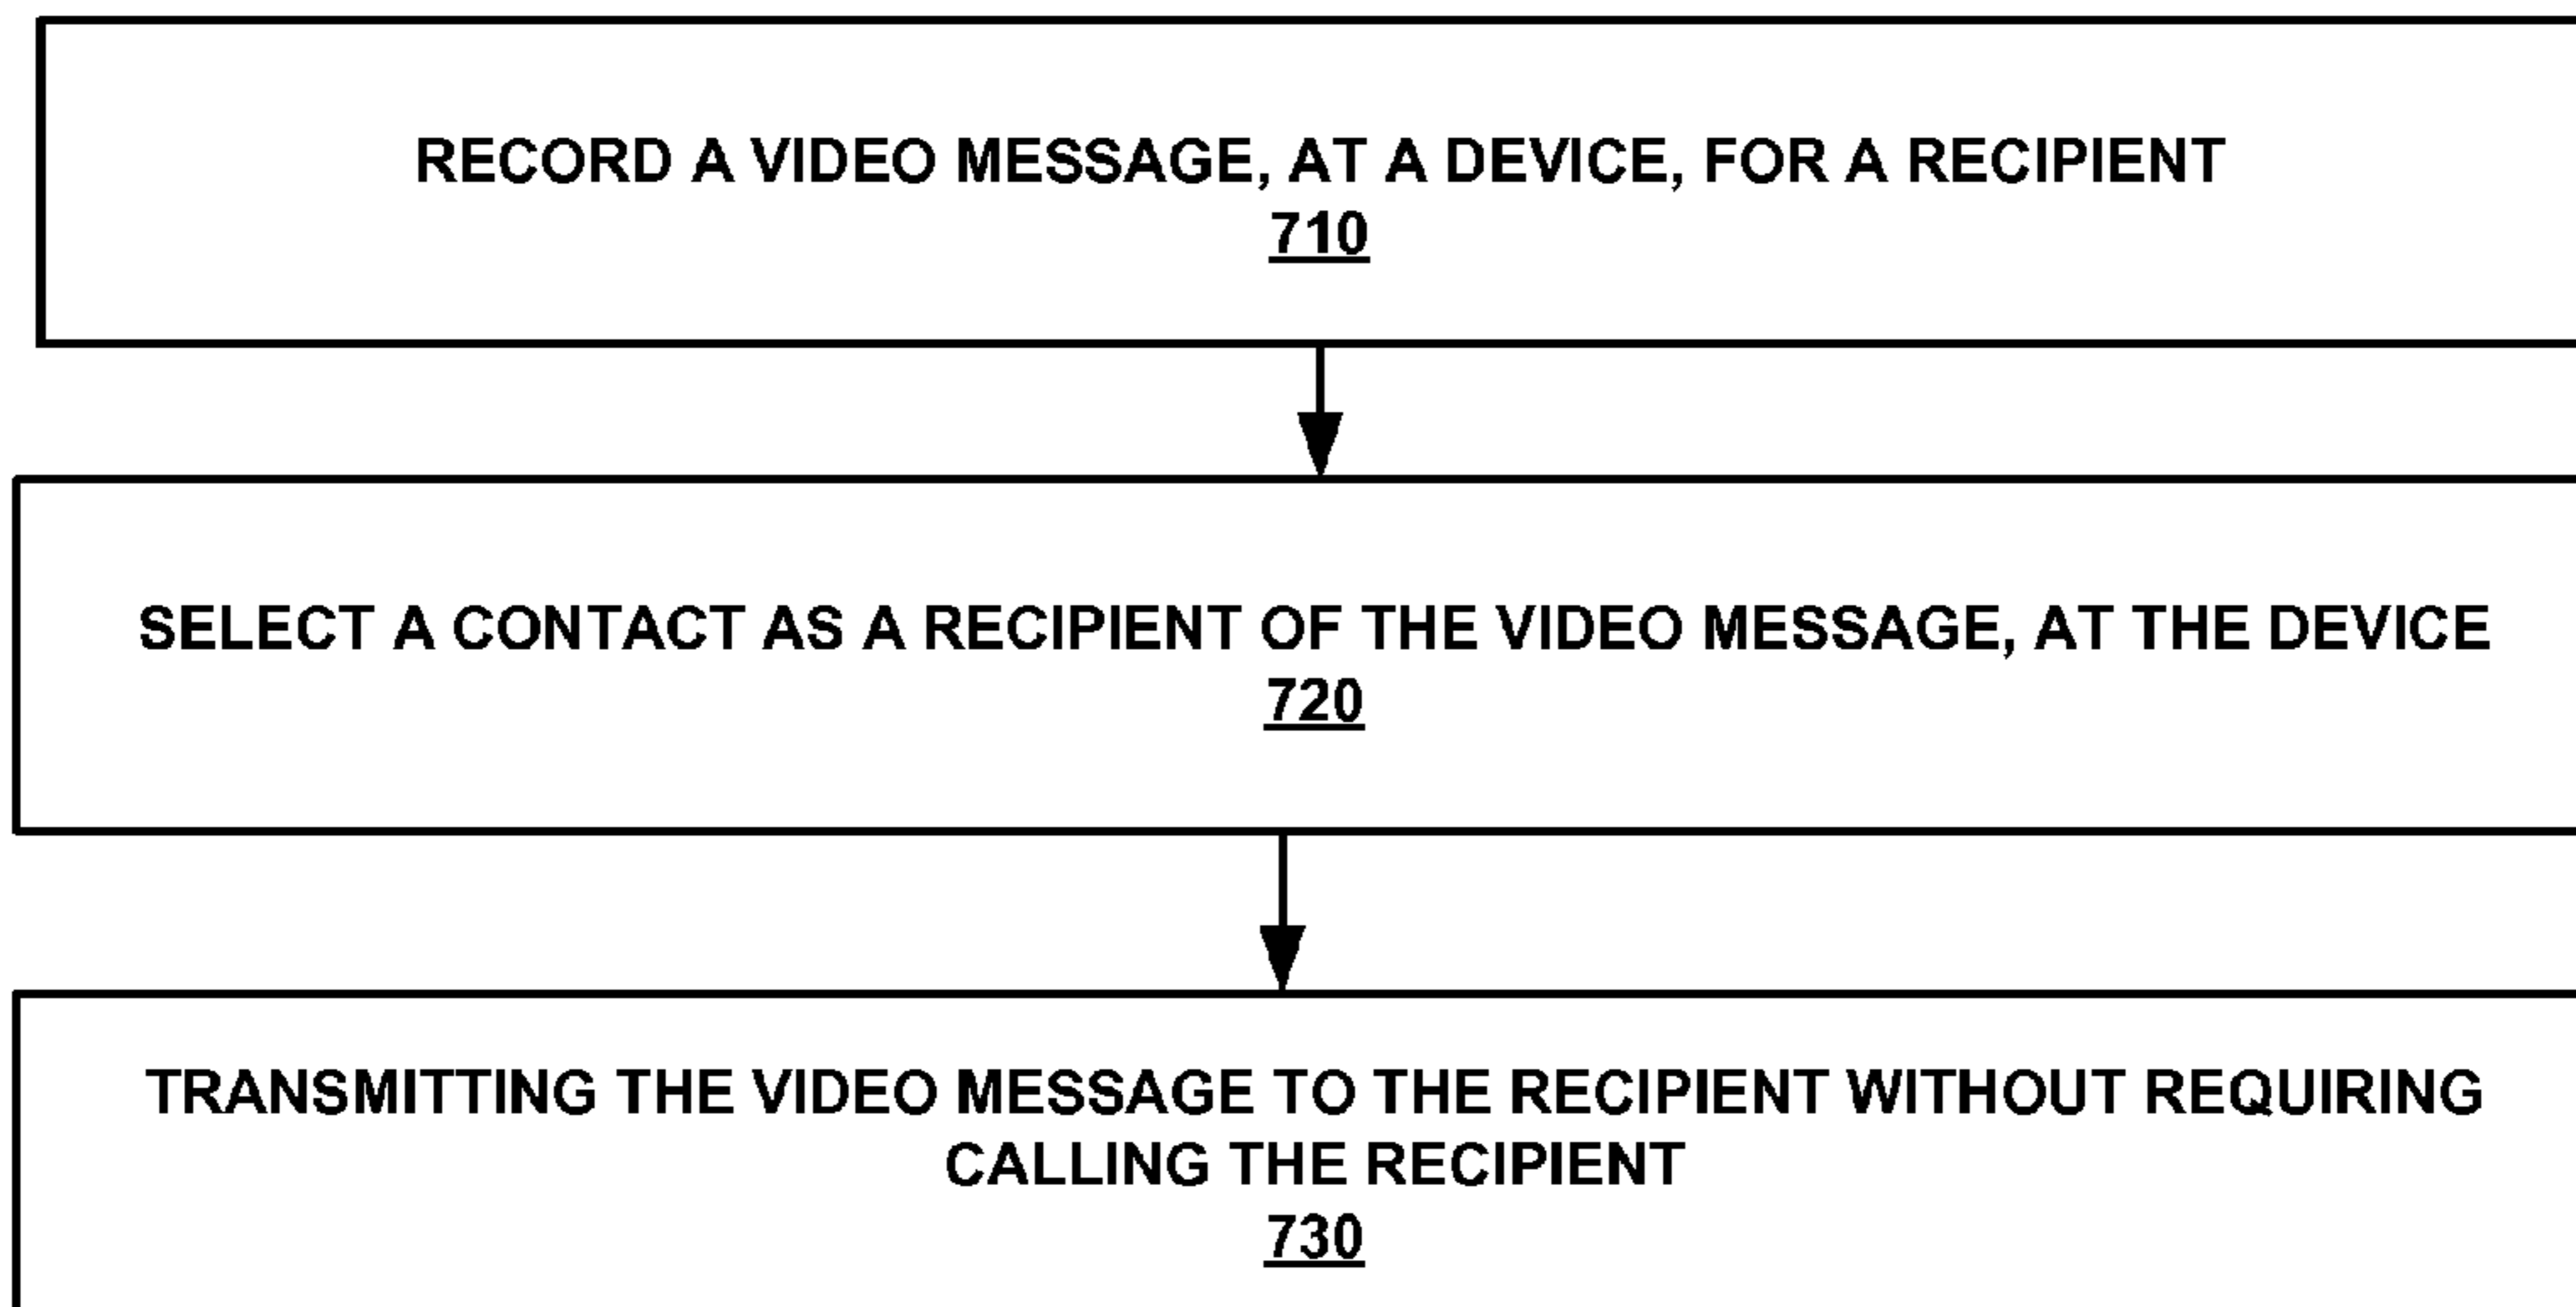 RECORD A VIDEO MESSAGE, AT A DEVICE, FOR A RECIPIENT
710
SELECT A CONTACT AS A RECIPIENT OF THE VIDEO MESSAGE, AT THE DEVICE
720
TRANSMITTING THE VIDEO MESSAGE TO THE RECIPIENT WITHOUT REQUIRING
CALLING THE RECIPIENT
730